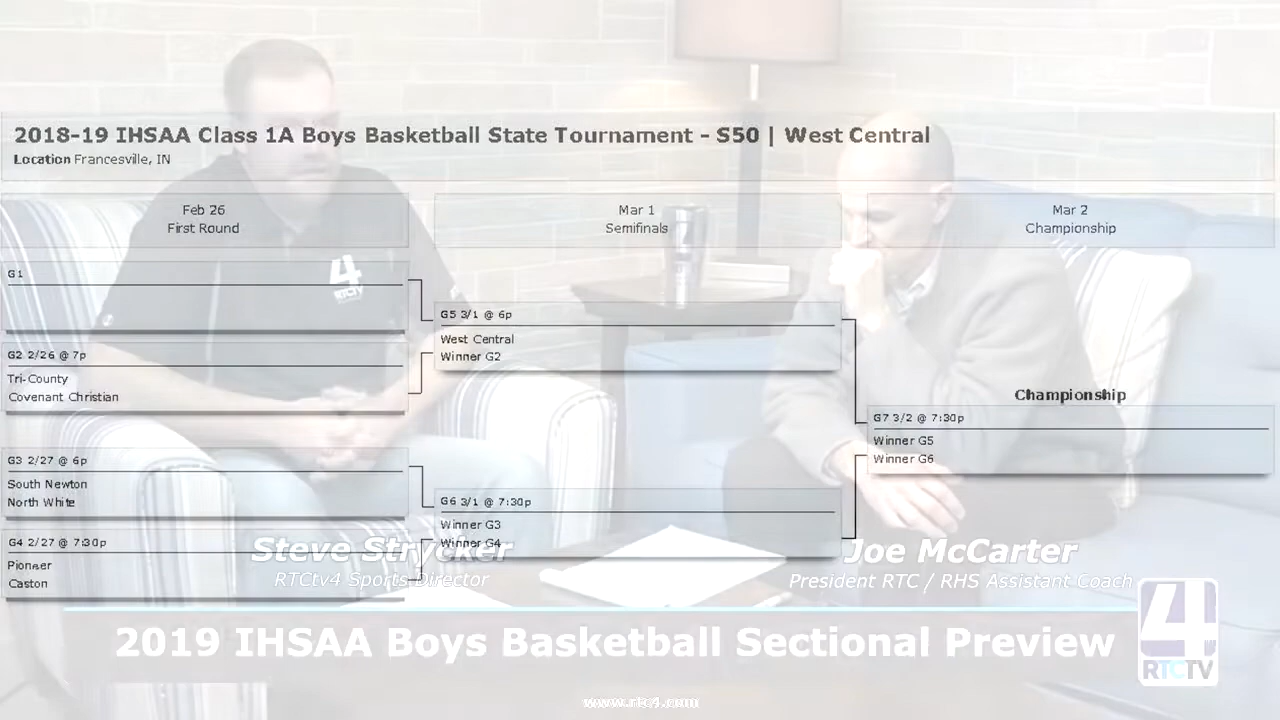 2018-19 IHSAA Class 1A Boys Basketball State Tournament - S50 | West Central
Location Francesville, IN
Feb 26
First Round
Mar 1
Semifinals
Mar 2
Championship
G1
G2 2/26 @ 7p
Tri-County
Covenant Christian
G3 2/27 @ 6p
South Newton
North White
G4 2/27 @ 7:30p
Pioneer
Caston
G5 3/1 @ 6p
West Central
Winner G2
G6 3/1 @ 7:30p
Winner G3
Winner G4
Championship
G7 3/2 @ 7:30p
Winner G5
Winner G6
4
RTCTV
Steve Strycker
RTCtv4 Sports Director
Joe McCarter
President RTC / RHS Assistant Coach
2019 IHSAA Boys Basketball Sectional Preview
4
RTCTV
www.rtc4.com